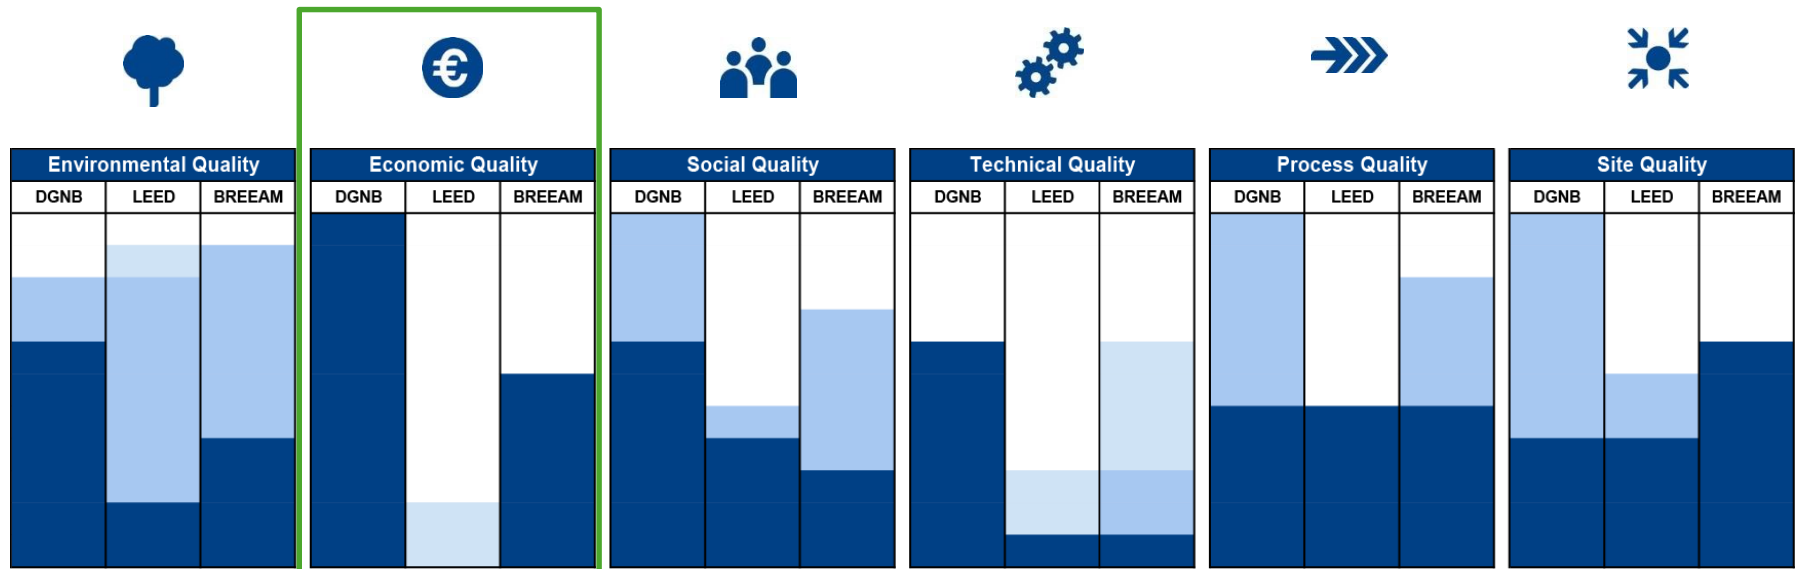 €
Environmental Quality
DGNB LEED BREEAM
Economic Quality
DGNB LEED BREEAM
Social Quality
DGNB LEED BREEAM
Technical Quality
DGNB LEED BREEAM
Process Quality
DGNB LEED BREEAM
Site Quality
DGNB LEED BREEAM